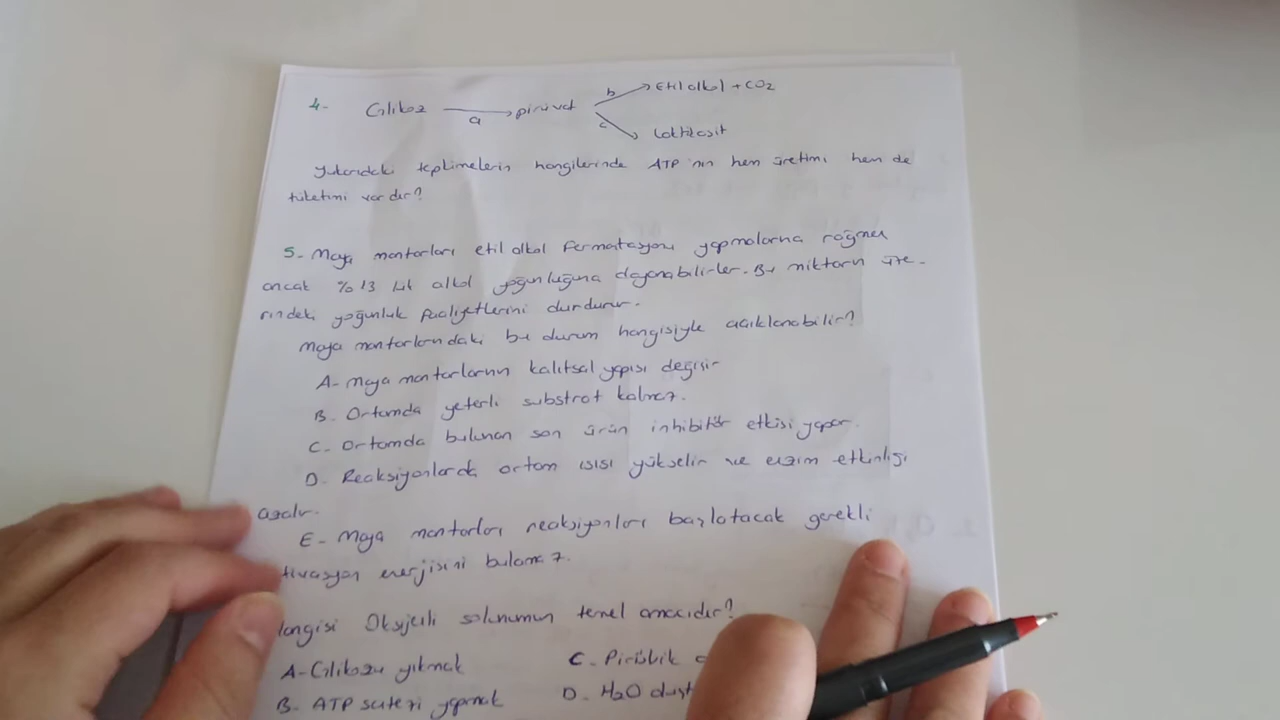 4- Glikoz → pirüvat → Etil alkol + CO2
a b
c → Laktik asit
Yukarıdaki tepkimelerin hangilerinde ATP'nin hem üretimi hem de
tüketimi vardır?
5- Maya mantarları etil alkol fermatasyonu yapmalarına rağmen
ancak %13 lük alkol yoğunluğuna dayanabilirler. Bu miktarın üze-
rindeki yoğunluk faaliyetlerini durdurur.
Maya mantarlarındaki bu durum hangisiyle açıklanabilir?
A- Maya mantarlarının kalıtsal yapısı değişir
B. Ortamda yeterli substrat kalmaz.
C- Ortamda bulunan son ürün inhibitör etkisi yapar.
D. Reaksiyonlarda ortam ısısı yükselir ve enzim etkinliği
azalır.
E- Maya mantarları reaksiyonları başlatacak gerekli
tivasyon enerjisini bulamaz.
Hangisi Oksijenli solunumun temel amacıdır?
A- Glikozu yıkmak
C- Pirüvik
B- ATP sentezi yapmak
D- H2O oluşt